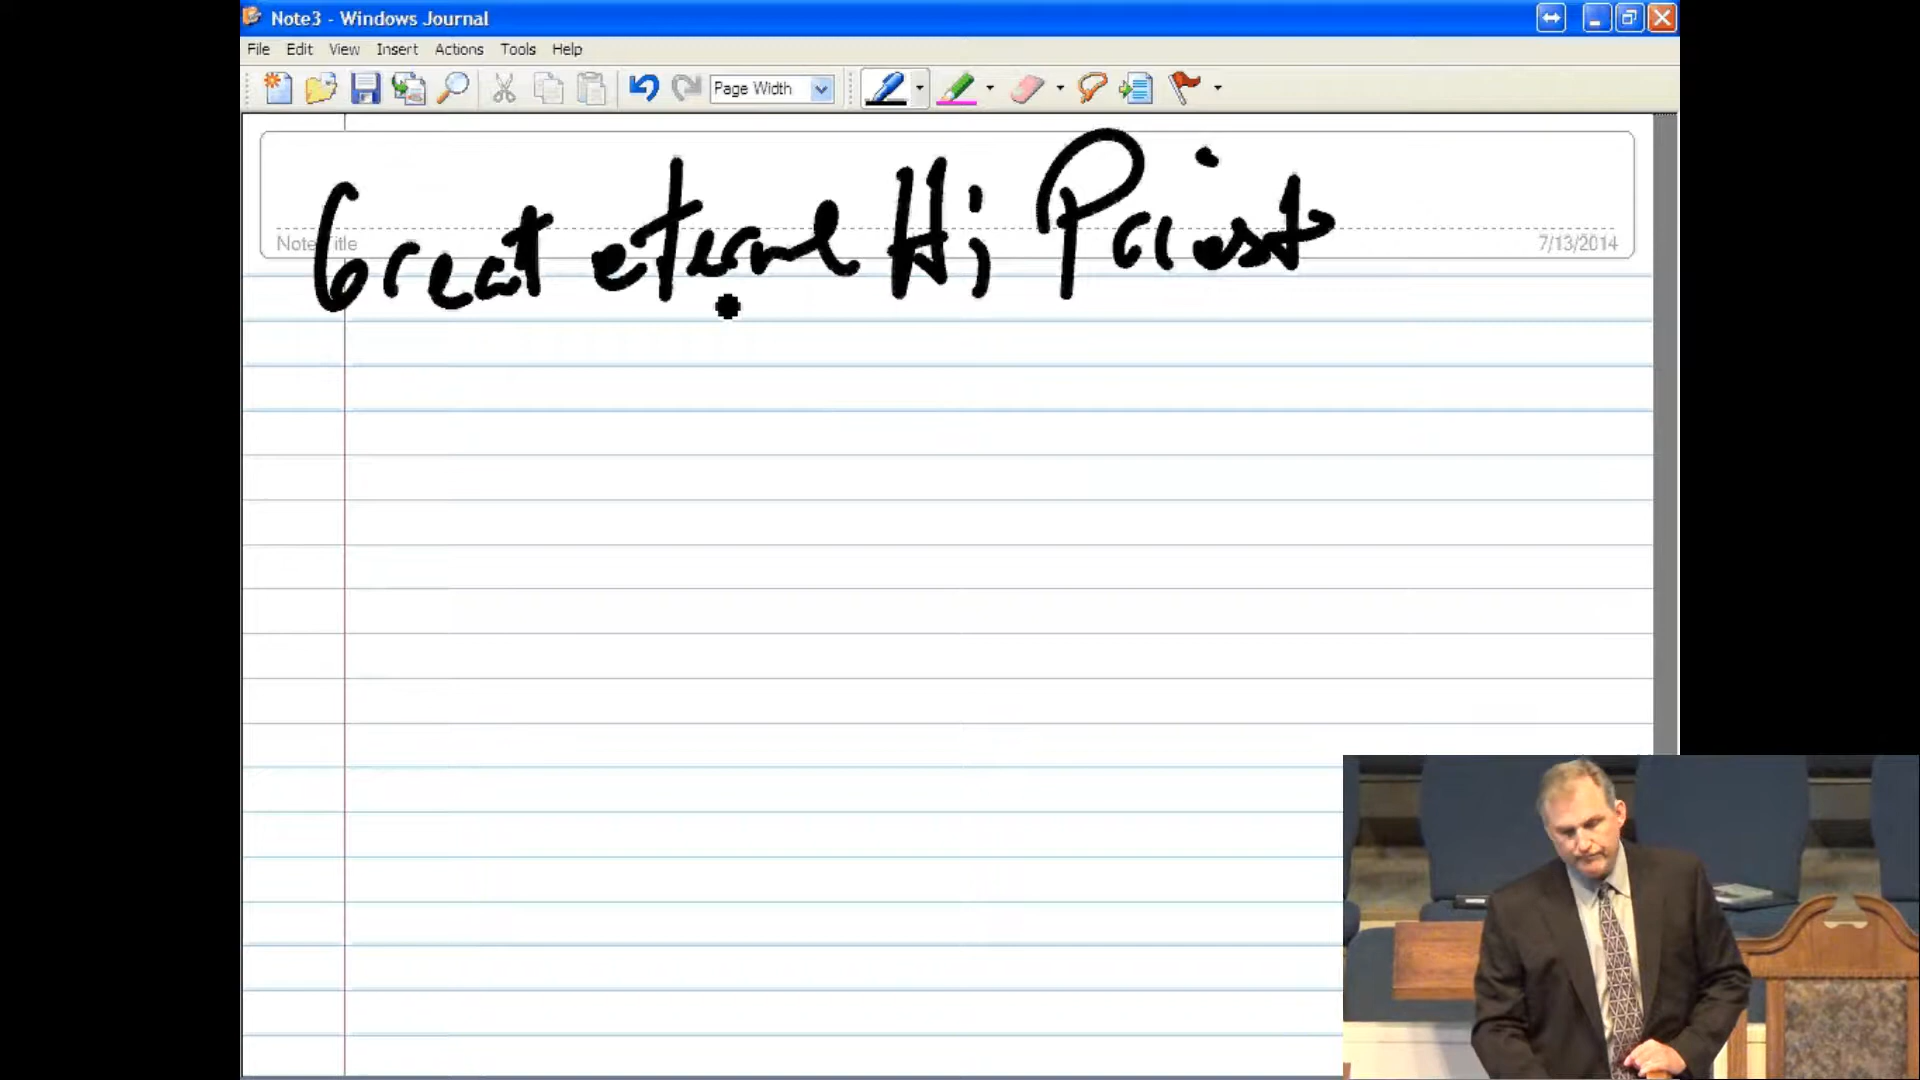 Note3 - Windows Journal
File Edit View Insert Actions Tools Help
Page Width
Great eternal Hi Priest
Note Title
7/13/2014